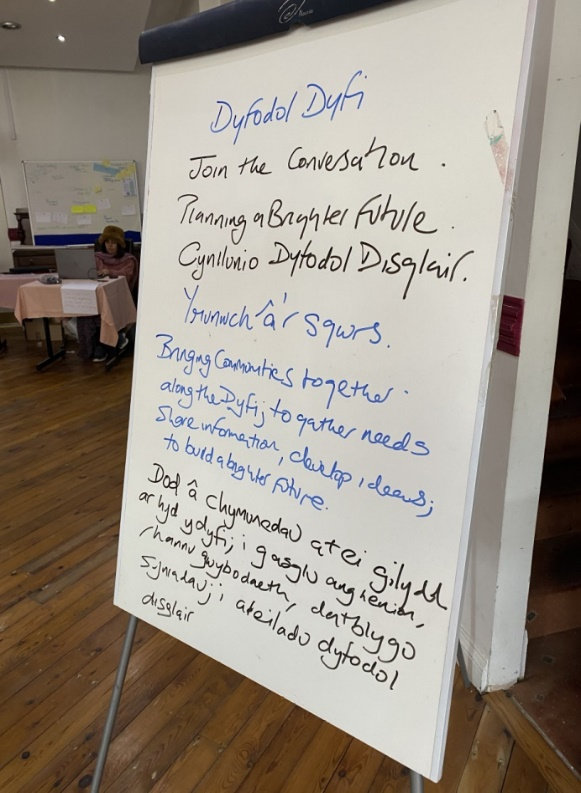 Dyfodol Dyfi
Join the Conversation.
Planning a Brighter Future.
Cynllunio Dyfodol Disglair.
Ymunwch â'r sgwrs.
Bringing Communities together
along the Dyfi; to gather needs
Share information, develop ideas;
to build a brighter future.
Dod â chymunedau at ei gilydd
ar hyd y dyfi; i gasglu anghenion,
rhannu gwybodaeth, datblygu
syniadau; i ateiladu dyfodol
disglair